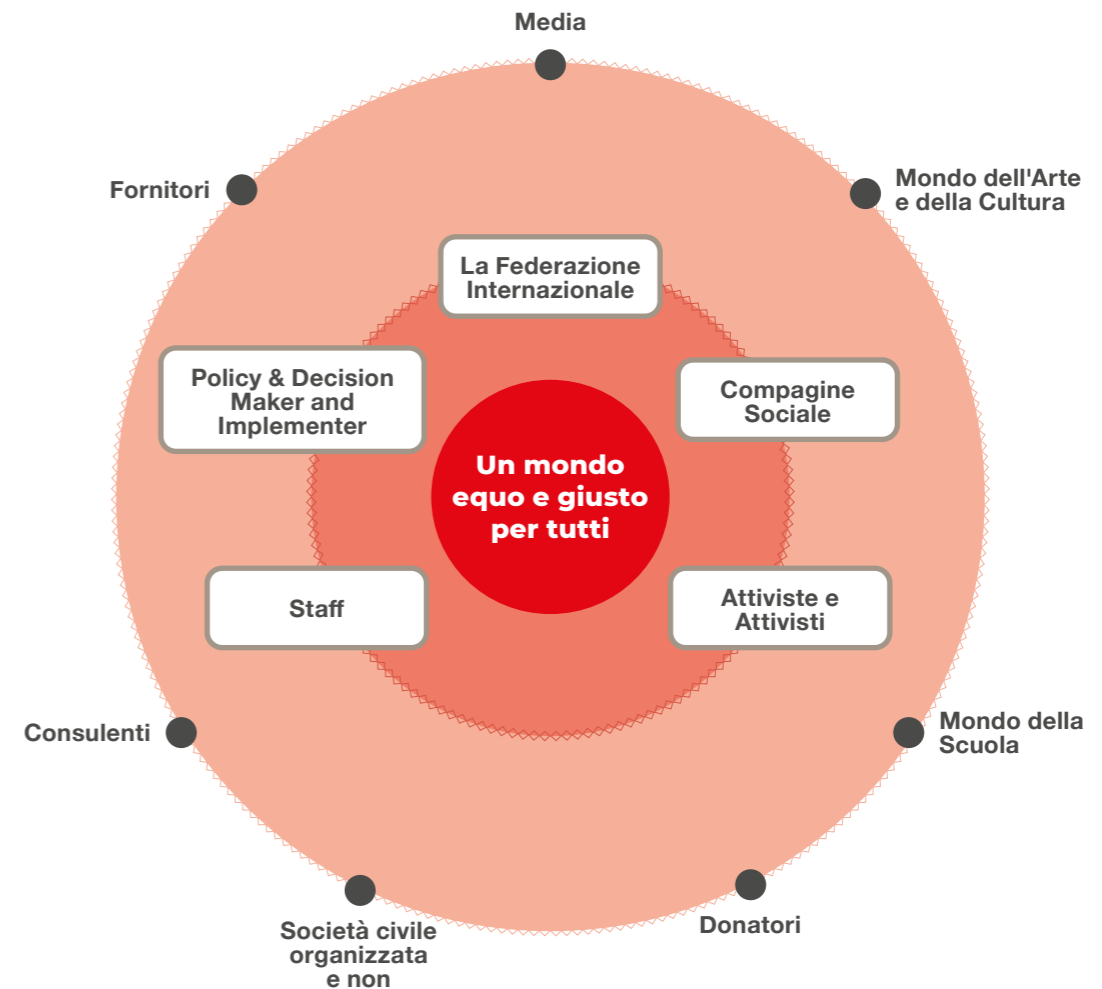 Media
Fornitori
Mondo dell'Arte
e della Cultura
La Federazione
Internazionale
Policy & Decision
Maker and
Implementer
Compagine
Sociale
Un mondo
equo e giusto
per tutti
Staff
Attiviste e
Attivisti
Consulenti
Mondo della
Scuola
Donatori
Società civile
organizzata
e non